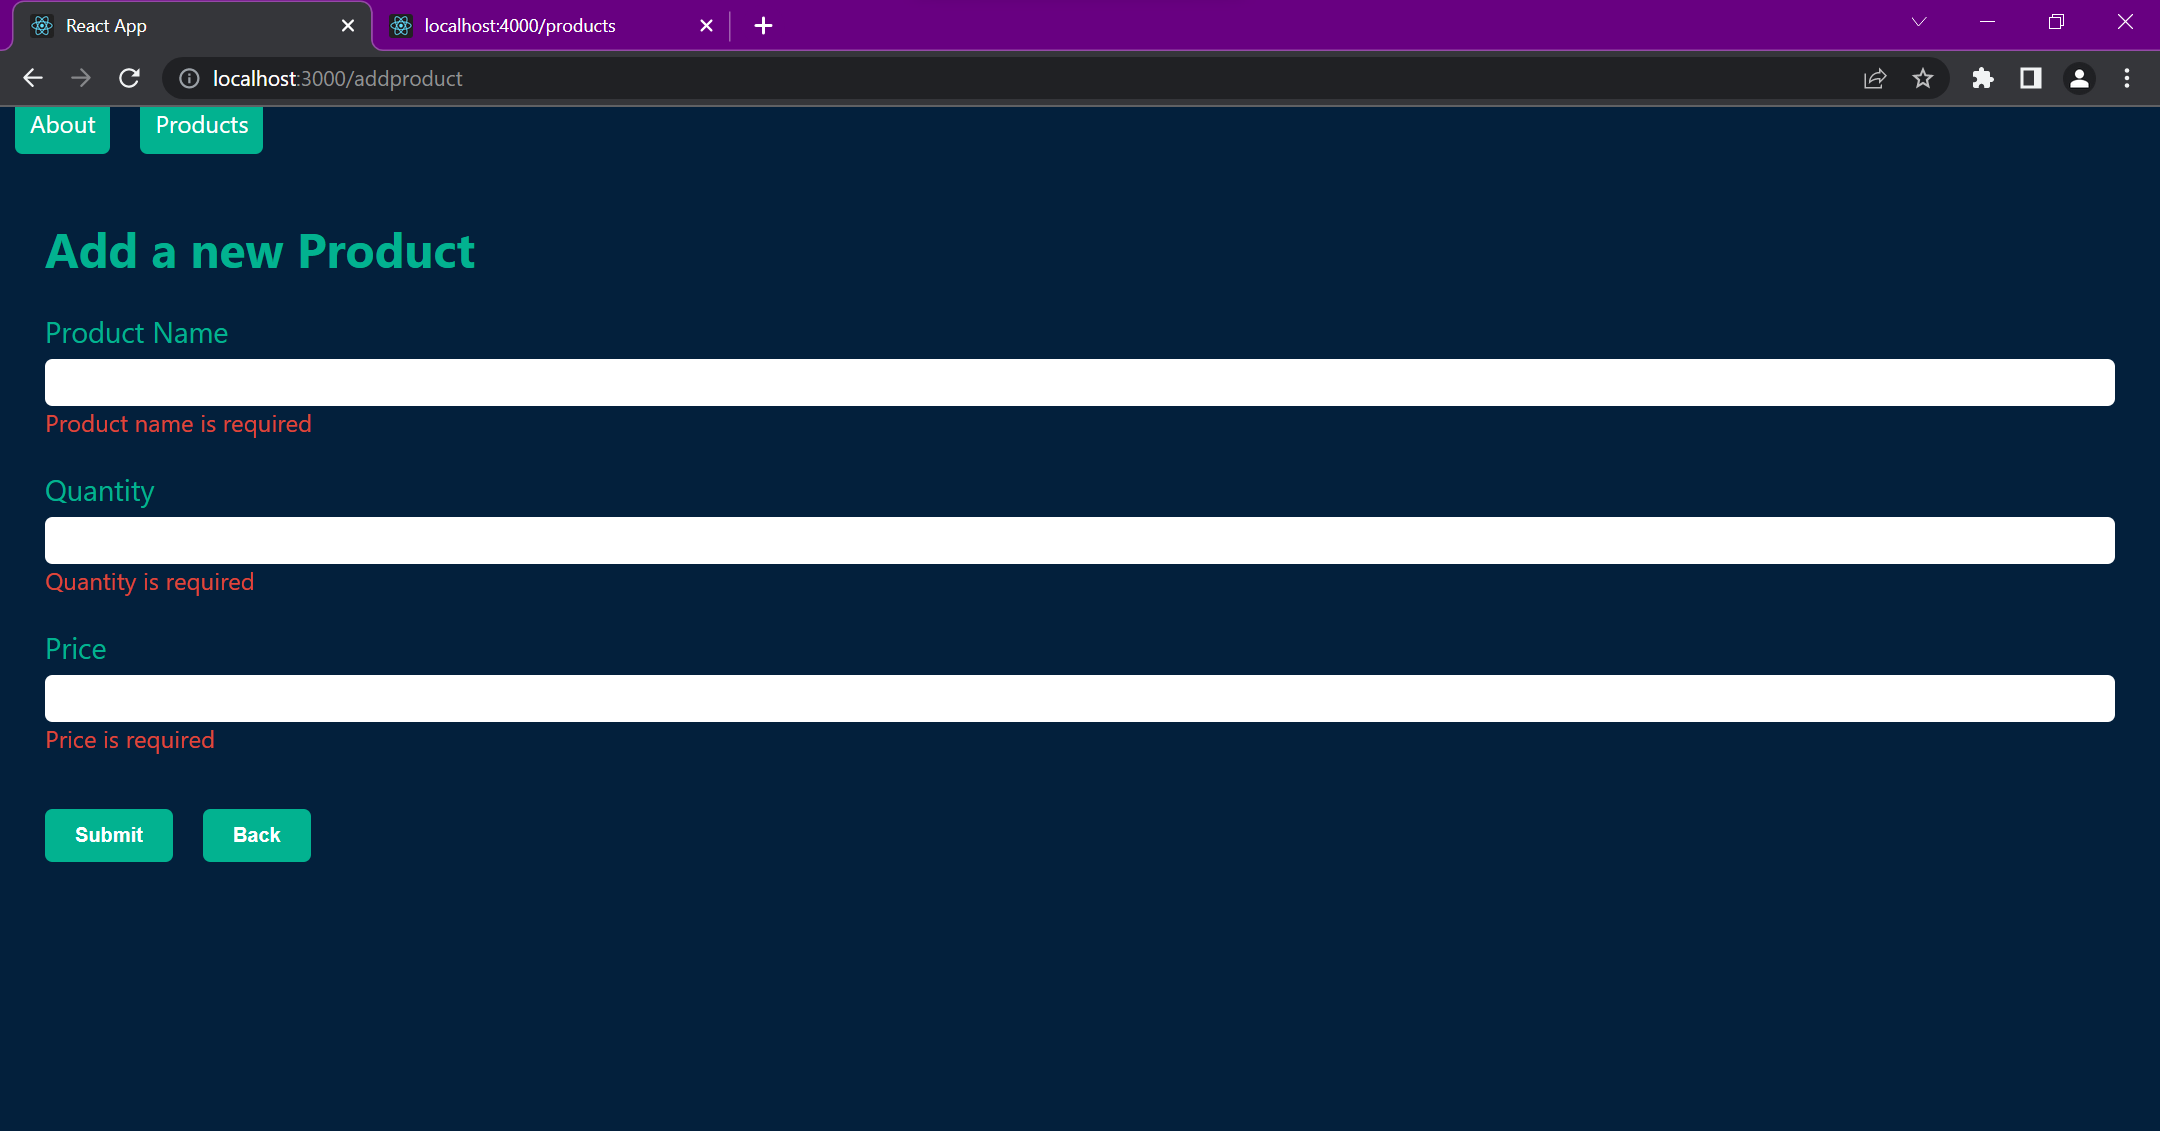 React App
localhost:4000/products
localhost:3000/addproduct
About
Products
Add a new Product
Product Name
Product name is required
Quantity
Quantity is required
Price
Price is required
Submit
Back